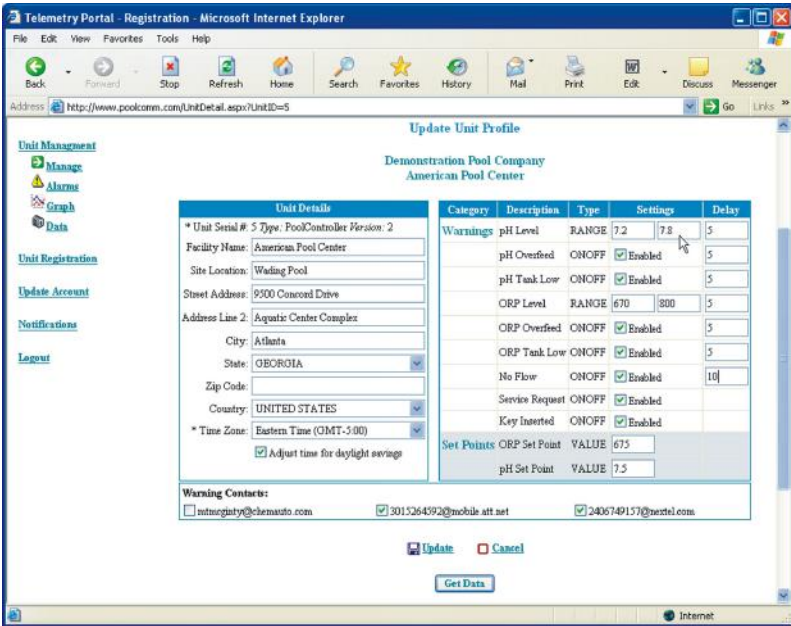 Telemetry Portal - Registration - Microsoft Internet Explorer
File Edit View Favorites Tools Help
Back Forward Stop Refresh Home Search Favorites History Mail Print Edit Discuss Messenger
Address http://www.poolcomm.com/UnitDetail.aspx?UnitID=5 Go Links »
Update Unit Profile
Unit Managment
Manage
Alarms
Graph
Data
Unit Registration
Update Account
Notifications
Logout
Demonstration Pool Company
American Pool Center
Unit Details
* Unit Serial #: 5 Type: PoolController Version: 2
Facility Name: American Pool Center
Site Location: Wading Pool
Street Address: 9500 Concord Drive
Address Line 2: Aquatic Center Complex
City: Atlanta
State: GEORGIA
Zip Code:
Country: UNITED STATES
* Time Zone: Eastern Time (GMT-5:00)
Adjust time for daylight savings
Category Description Type Settings Delay
Warnings pH Level RANGE 7.2 7.8 5
pH Overfeed ONOFF Enabled 5
pH Tank Low ONOFF Enabled 5
ORP Level RANGE 670 800 5
ORP Overfeed ONOFF Enabled 5
ORP Tank Low ONOFF Enabled 5
No Flow ONOFF Enabled 10
Service Request ONOFF Enabled
Key Inserted ONOFF Enabled
Set Points ORP Set Point VALUE 675
pH Set Point VALUE 7.5
Warning Contacts:
mtmcginty@chemauto.com 3015264592@mobile.att.net 2406749157@nextel.com
Update Cancel
Get Data
Internet